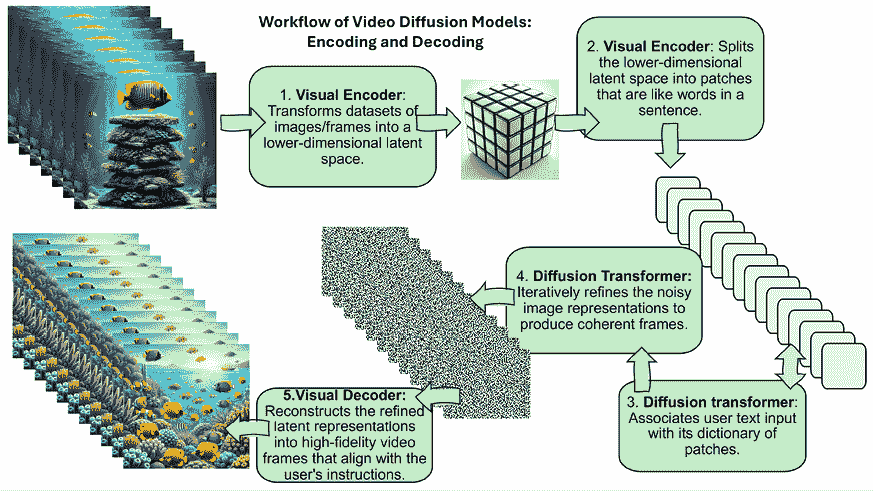 Workflow of Video Diffusion Models:
Encoding and Decoding
1. Visual Encoder:
Transforms datasets of
images/frames into a
lower-dimensional latent
space.
2. Visual Encoder: Splits
the lower-dimensional
latent space into patches
that are like words in a
sentence.
3. Diffusion transformer:
Associates user text input
with its dictionary of
patches.
4. Diffusion Transformer:
Iteratively refines the noisy
image representations to
produce coherent frames.
5.Visual Decoder:
Reconstructs the refined
latent representations
into high-fidelity video
frames that align with the
user's instructions.